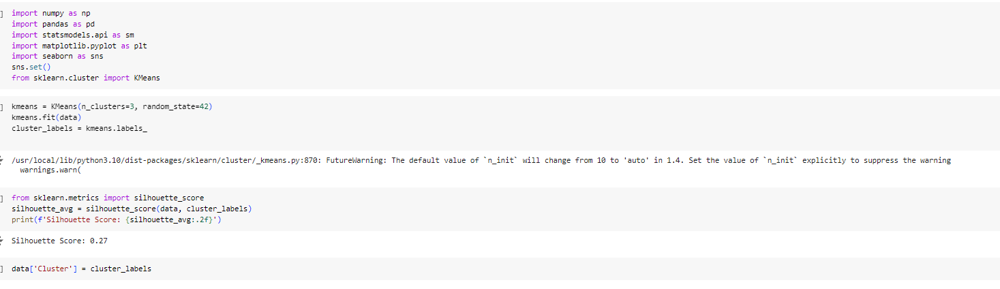 ] import numpy as np
import pandas as pd
import statsmodels.api as sm
import matplotlib.pyplot as plt
import seaborn as sns
sns.set()
from sklearn.cluster import KMeans
] kmeans = KMeans(n_clusters=3, random_state=42)
kmeans.fit(data)
cluster_labels = kmeans.labels_
/usr/local/lib/python3.10/dist-packages/sklearn/cluster/_kmeans.py:870: FutureWarning: The default value of `n_init` will change from 10 to 'auto' in 1.4. Set the value of `n_init` explicitly to suppress the warning
warnings.warn(
] from sklearn.metrics import silhouette_score
silhouette_avg = silhouette_score(data, cluster_labels)
print(f'Silhouette Score: {silhouette_avg:.2f}')
Silhouette Score: 0.27
] data['Cluster'] = cluster_labels